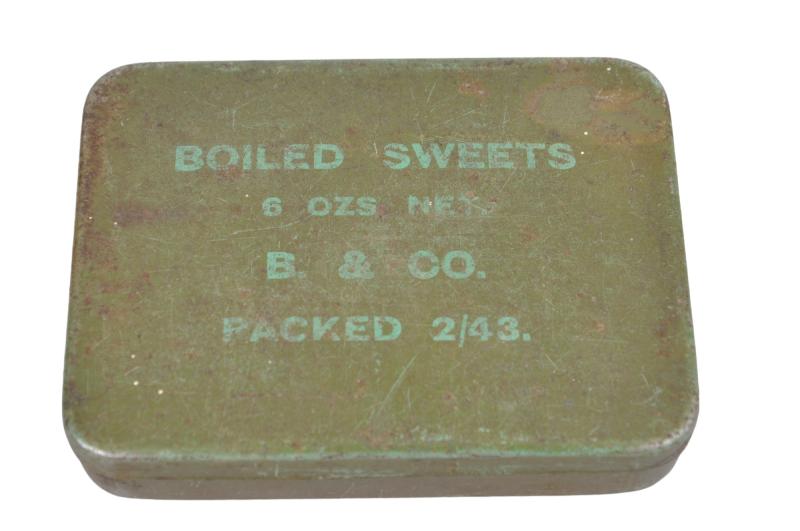 BOILED SWEETS
6 OZS. NET.
B. & CO.
PACKED 2/43.